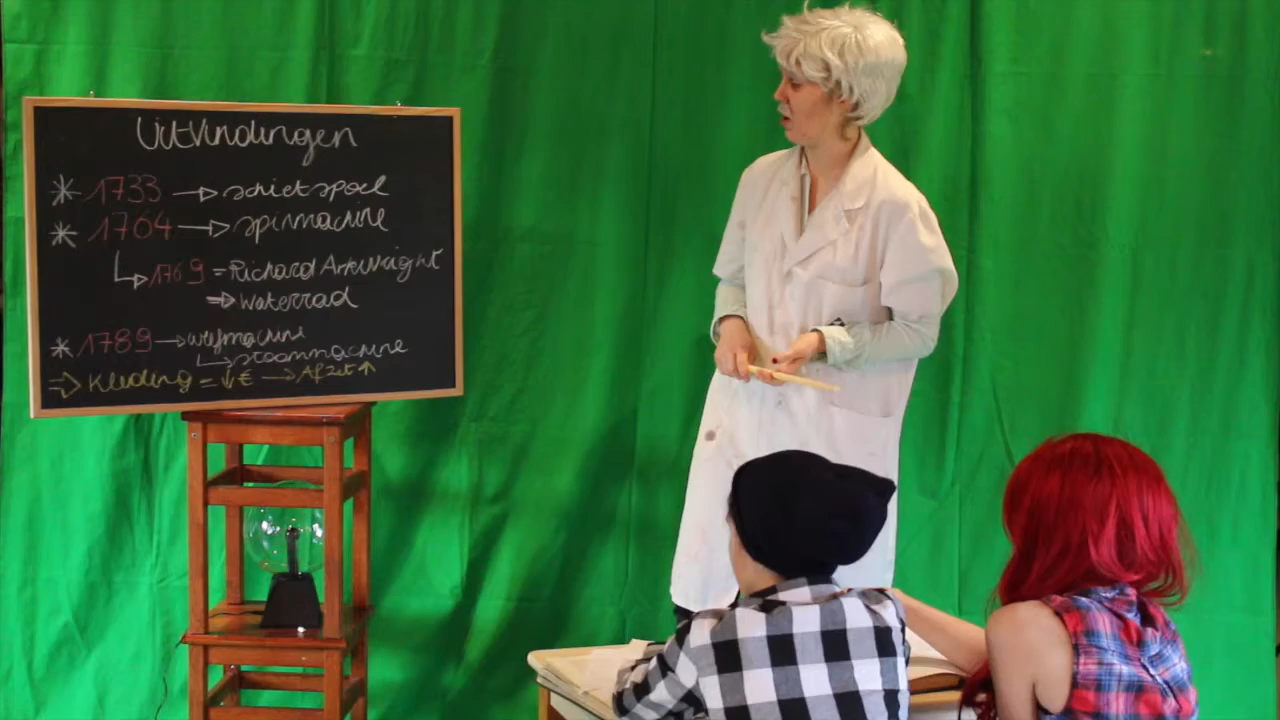 Uitvindingen
* 1733 → schietspoel
* 1764 → spinmachine
↳ 1769 = Richard Arkwright
⇒ Waterrad
* 1789 → weefmachine
↳ stoommachine
⇒ Kleding = ↓ € → Afzet ↑